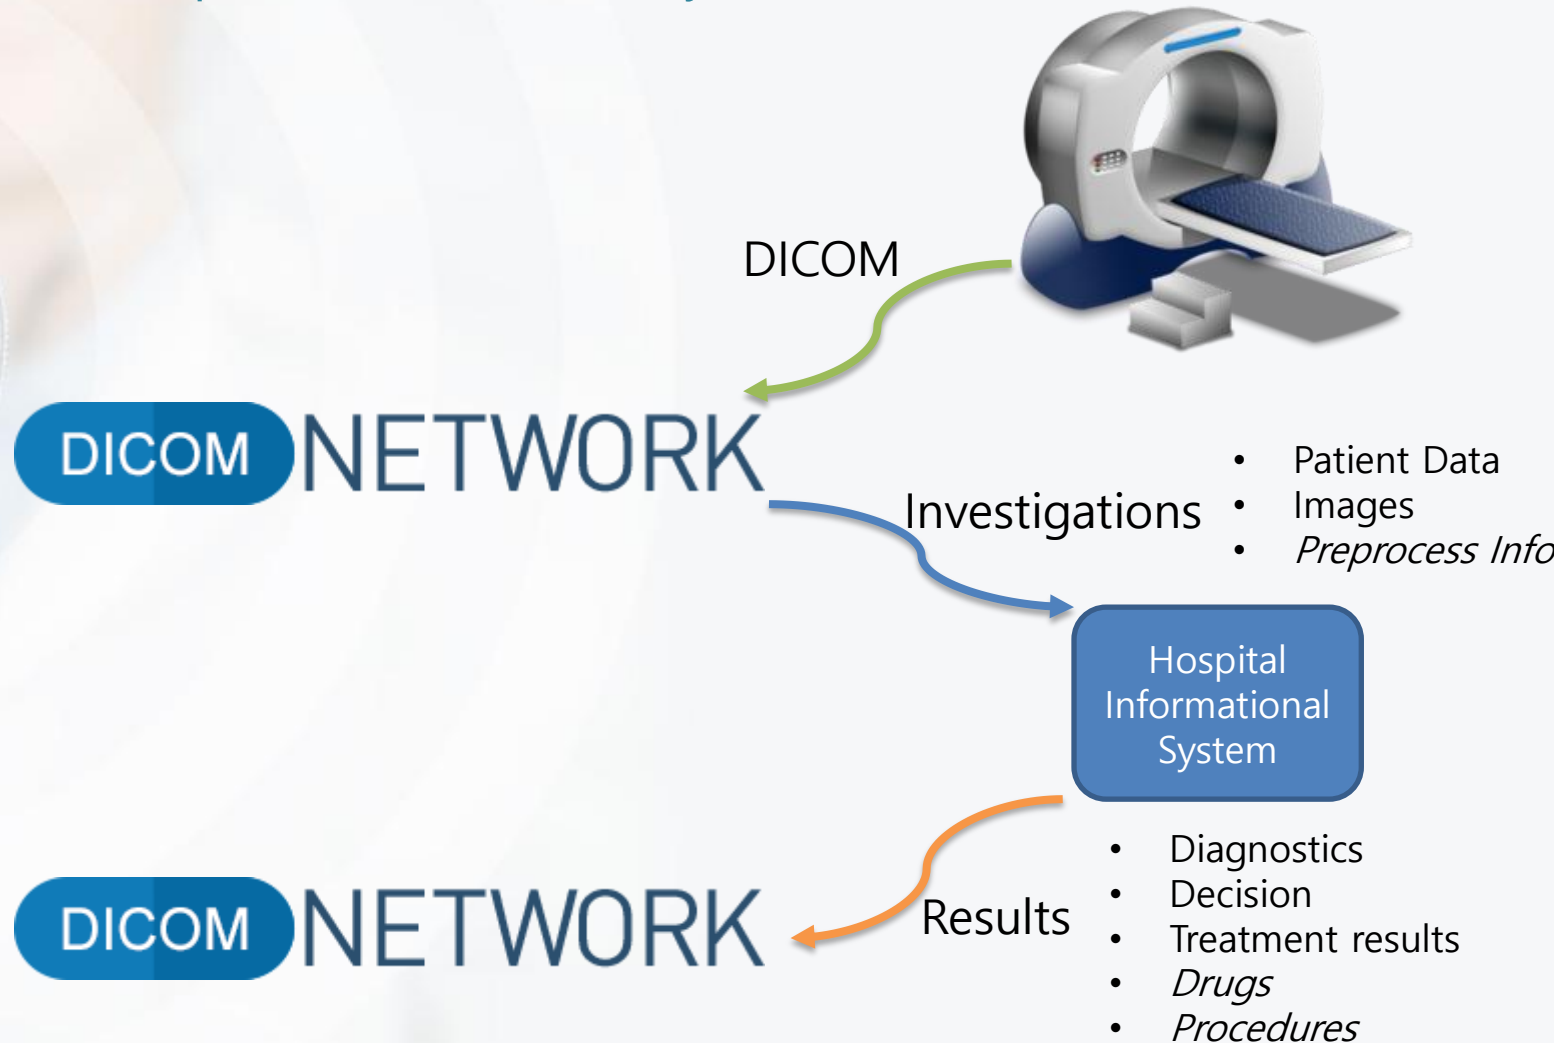 DICOM
DICOM NETWORK
Investigations
• Patient Data
• Images
• Preprocess Info
Hospital
Informational
System
Results
• Diagnostics
• Decision
• Treatment results
• Drugs
• Procedures
DICOM NETWORK